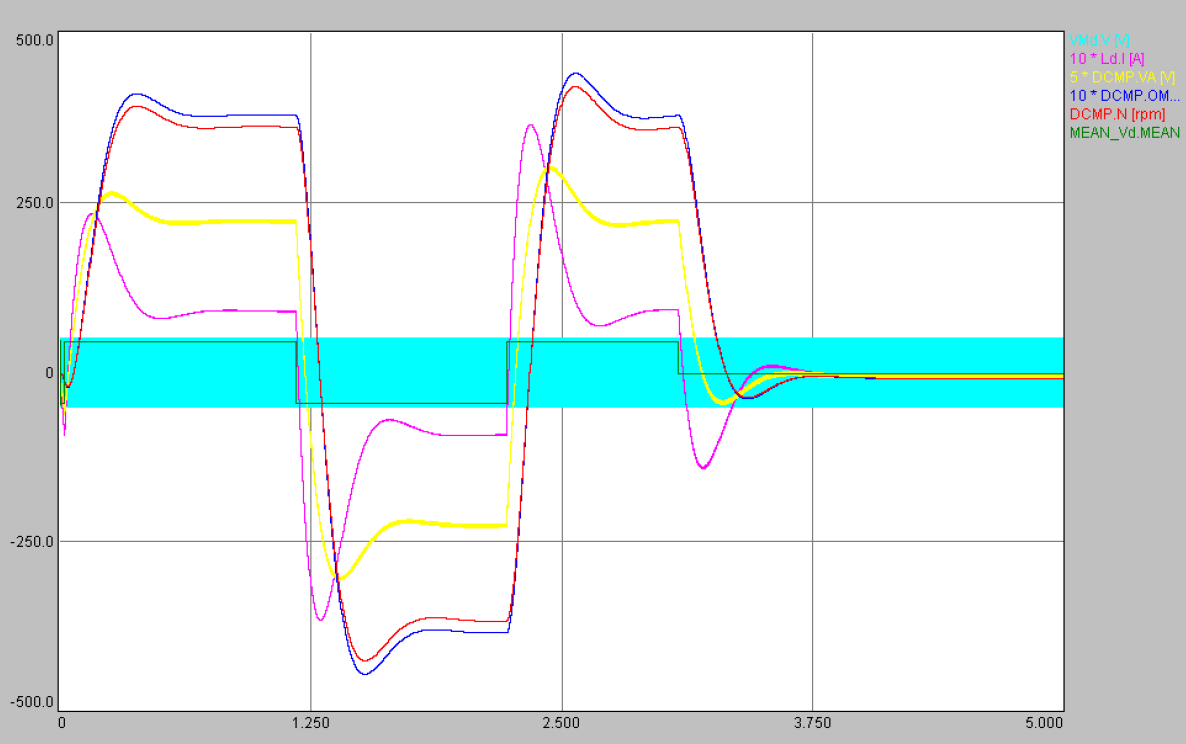 500.0
250.0
0
-250.0
-500.0
0
1.250
2.500
3.750
5.000
VMd.V [V]
10 * Ld.I [A]
5 * DCMP.VA [V]
10 * DCMP.OM...
DCMP.N [rpm]
MEAN_Vd.MEAN